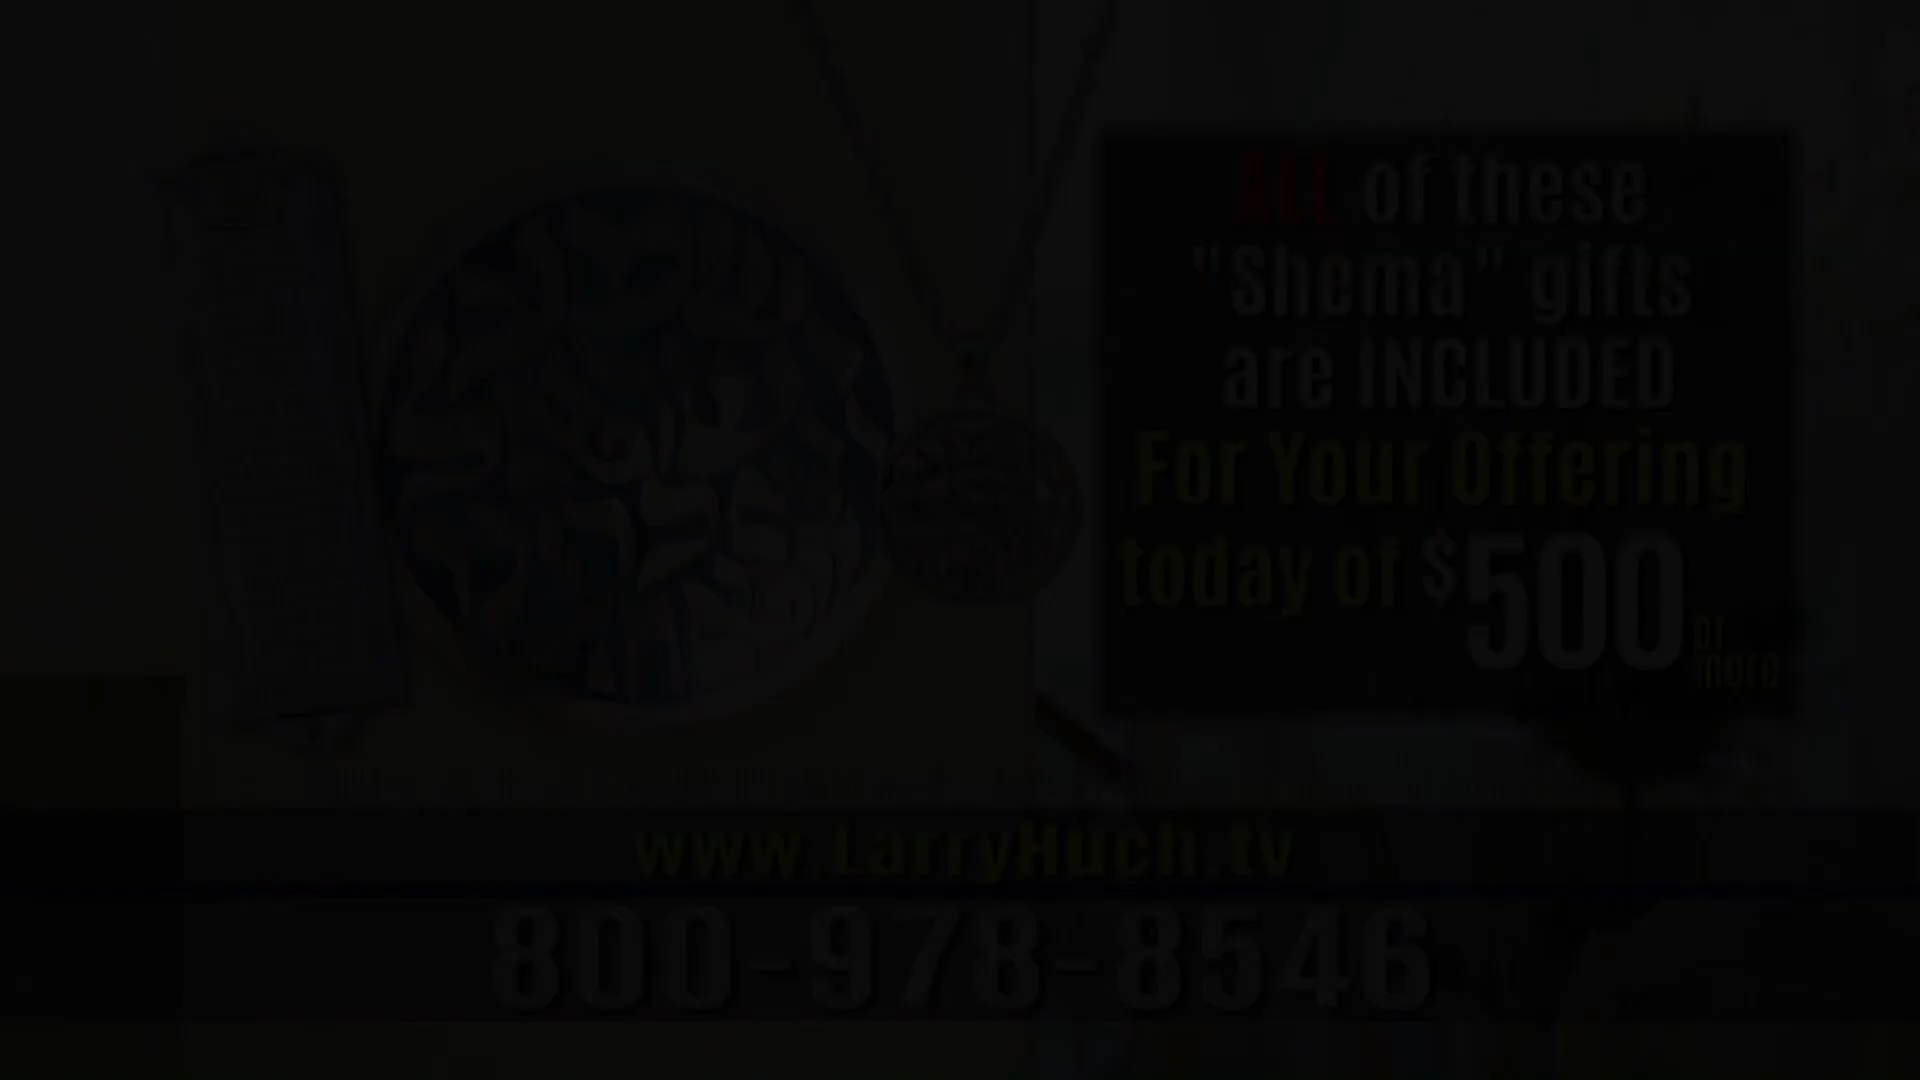 ALL of these
"Shema" gifts
are INCLUDED
For Your Offering
today of $500
or
more
www.LarryHuch.tv
800-978-8546